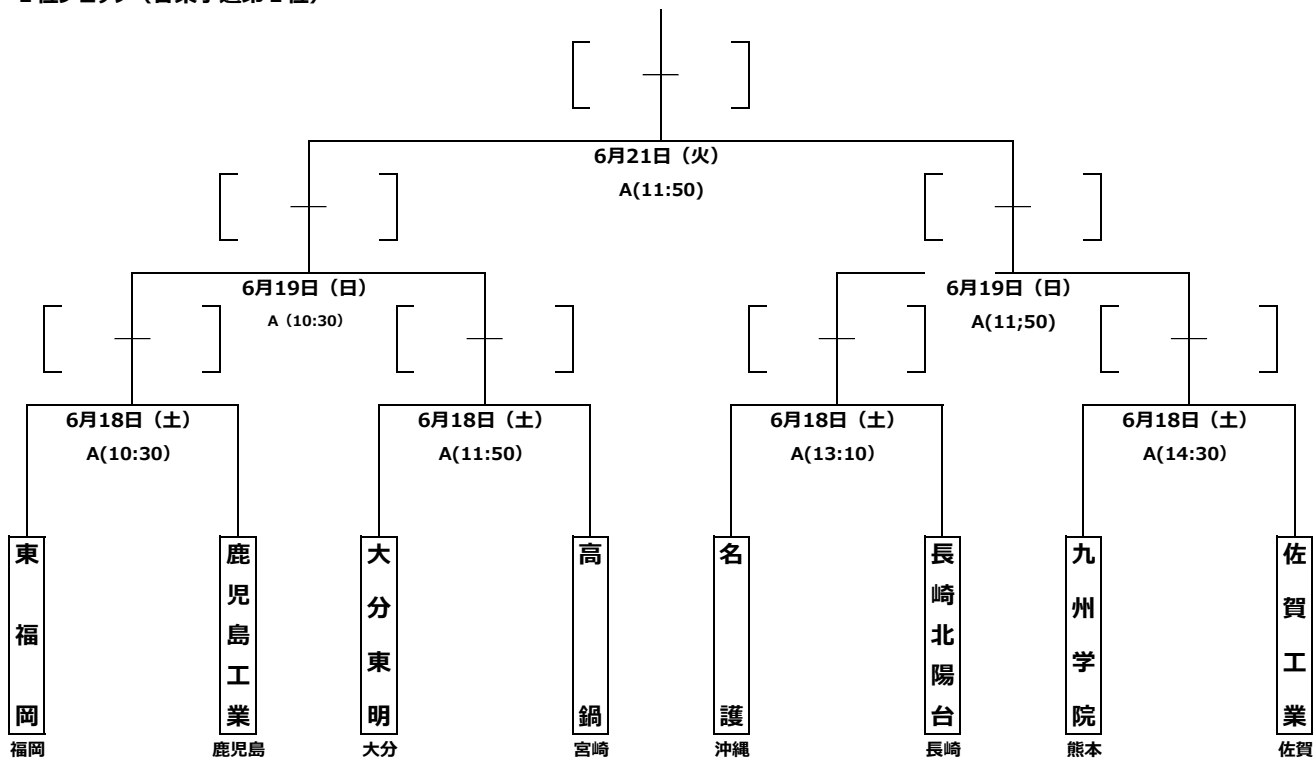 6月21日（火）
A(11:50)
6月19日（日）
A（10:30）
6月19日（日）
A(11;50)
6月18日（土）
A(10:30）
6月18日（土）
A(11:50）
6月18日（土）
A(13:10）
6月18日（土）
A(14:30）
東福岡
鹿児島工業
大分東明
高鍋
名護
長崎北陽台
九州学院
佐賀工業
福岡
鹿児島
大分
宮崎
沖縄
長崎
熊本
佐賀